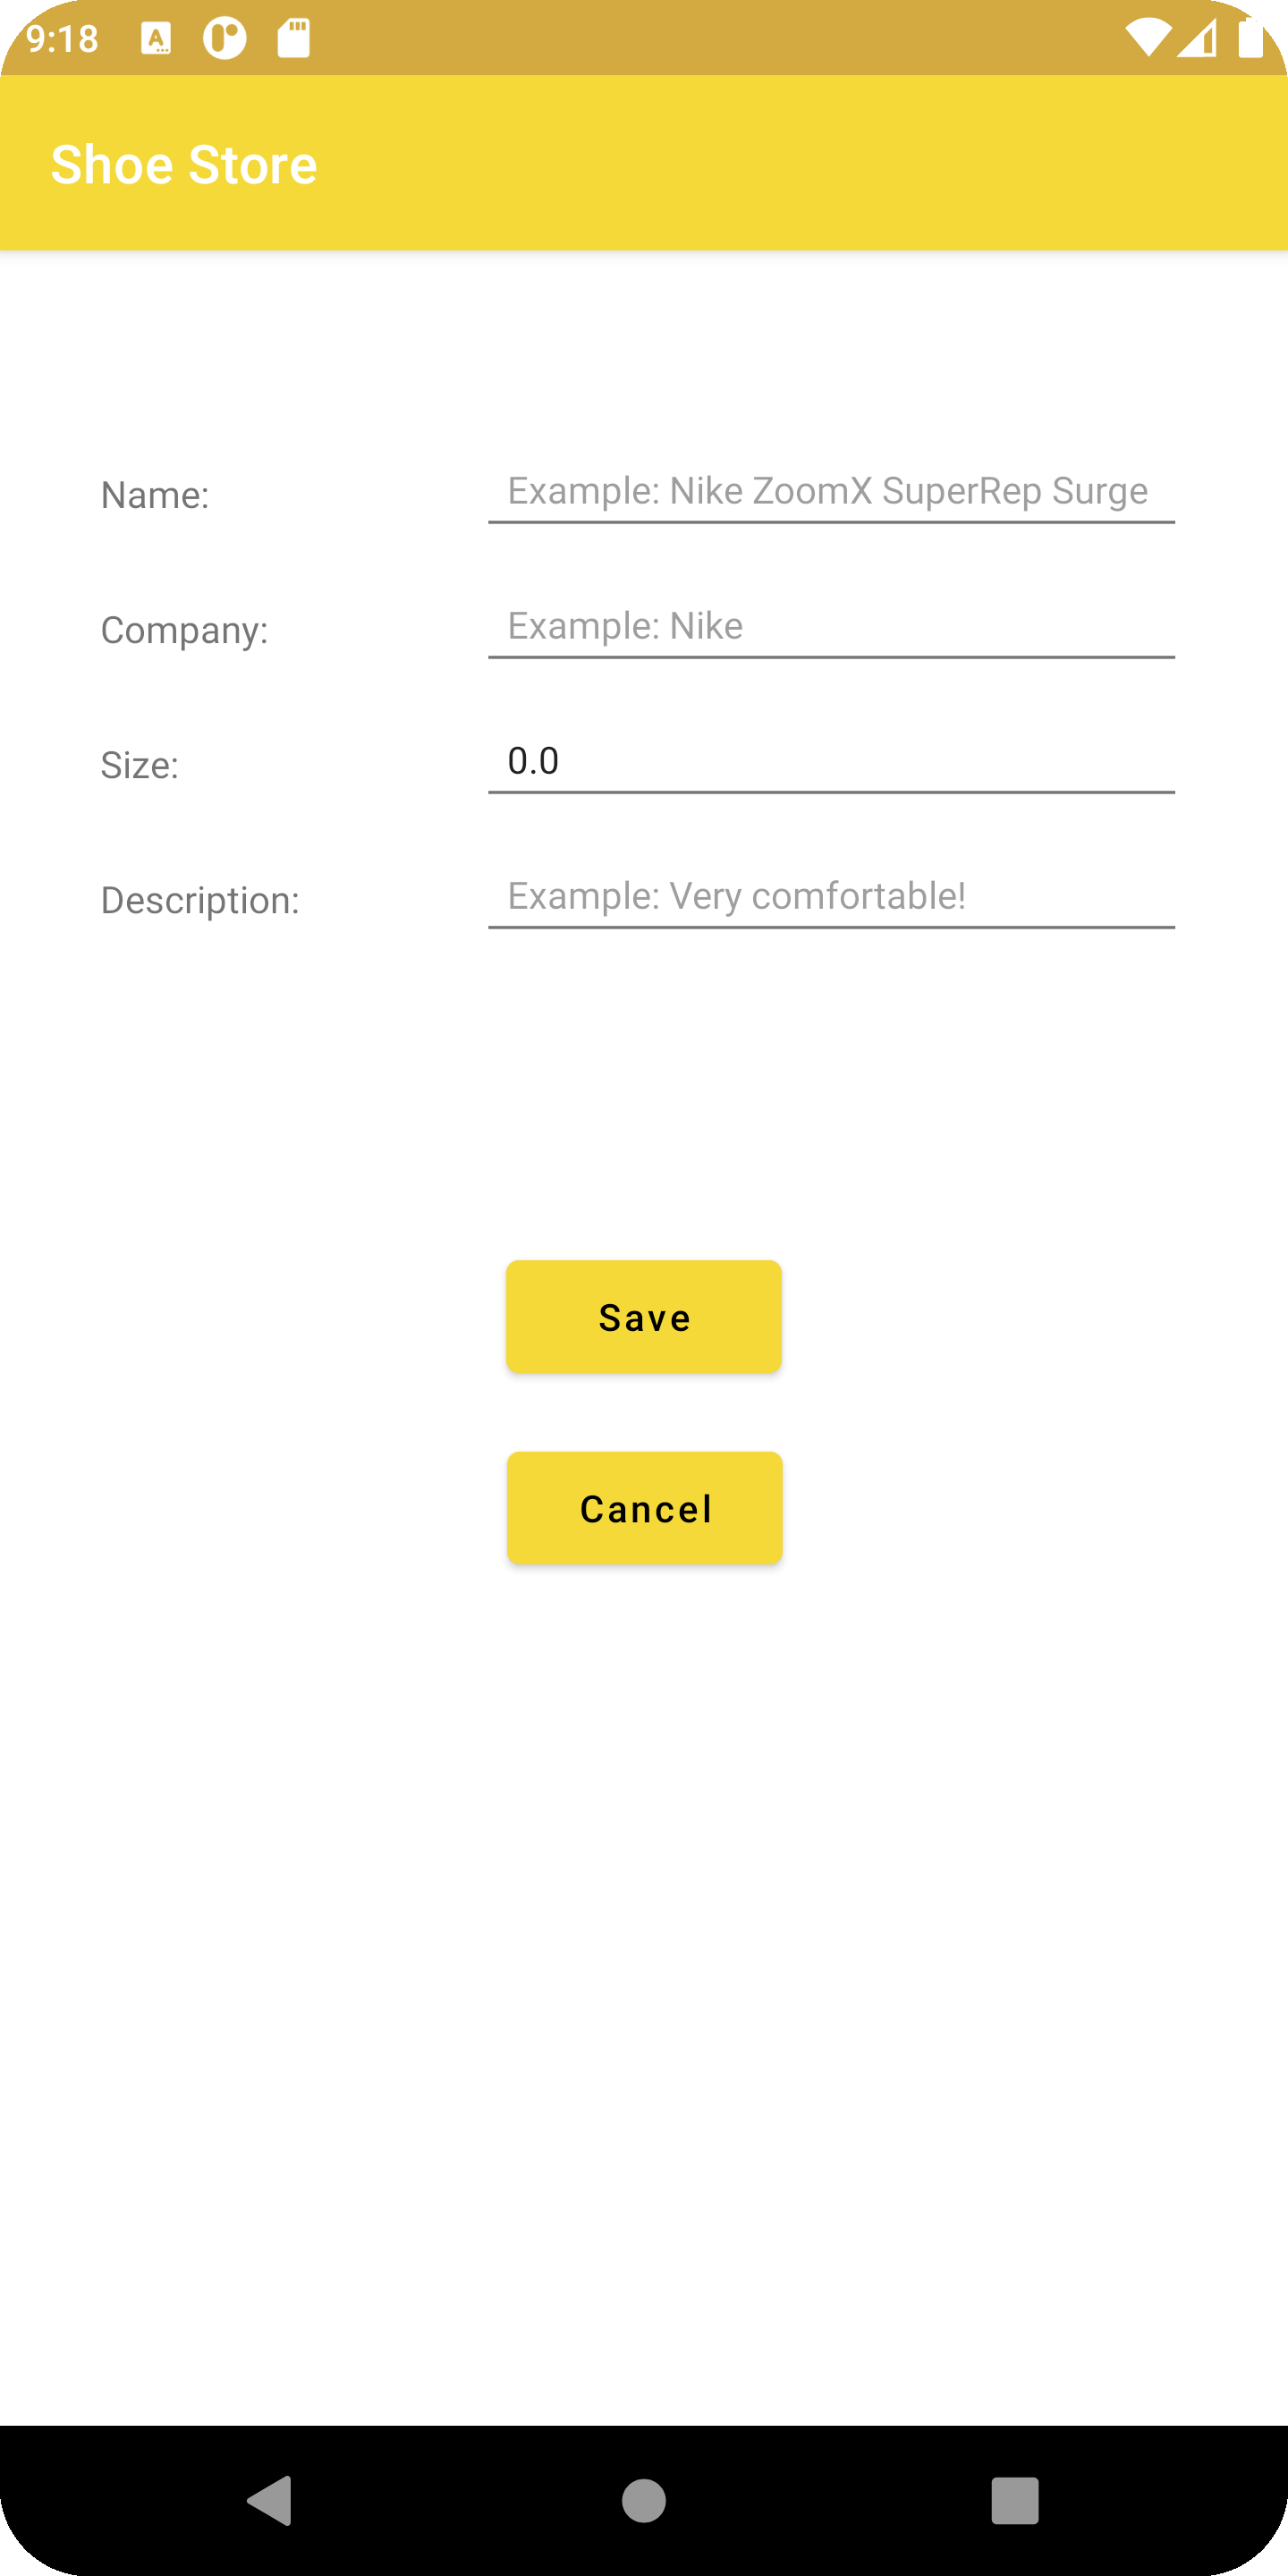 9:18
Shoe Store
Name: Example: Nike ZoomX SuperRep Surge
Company: Example: Nike
Size: 0.0
Description: Example: Very comfortable!
Save
Cancel